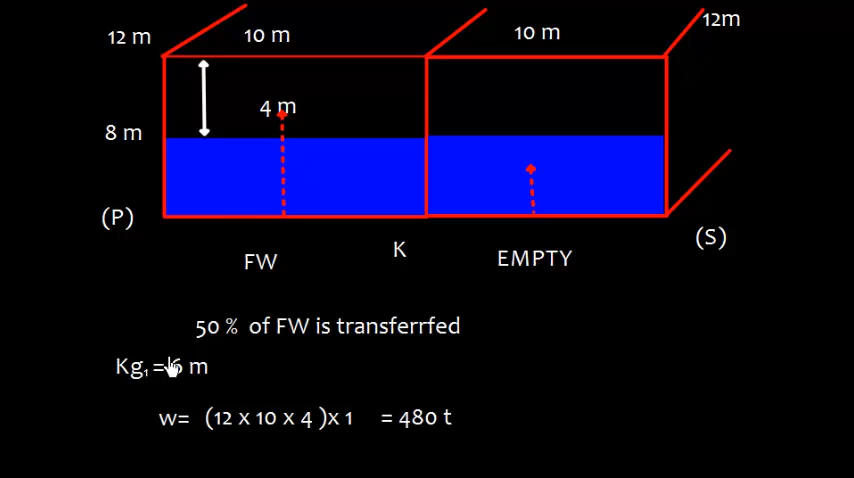 12 m
10 m
10 m
12m
4 m
8 m
(P)
(S)
FW
K
EMPTY
50 % of FW is transferrfed
Kg₁ = 6 m
w= (12 x 10 x 4 )x 1 = 480 t